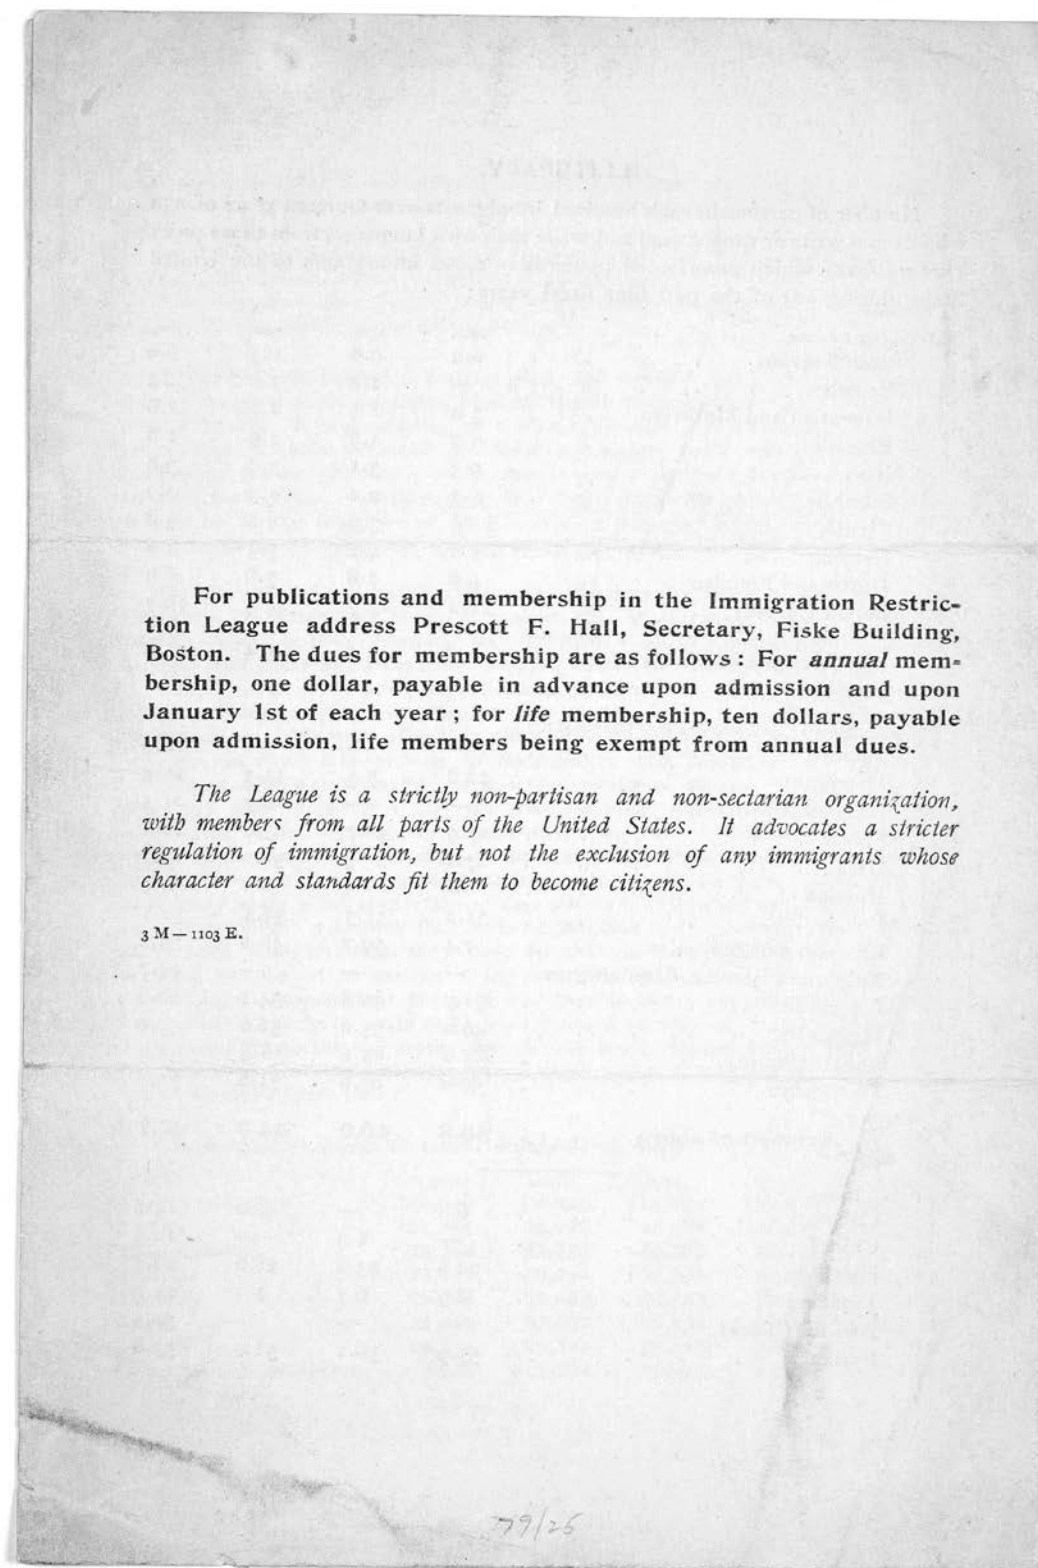 For publications and membership in the Immigration Restric-
tion League address Prescott F. Hall, Secretary, Fiske Building,
Boston. The dues for membership are as follows : For annual mem-
bership, one dollar, payable in advance upon admission and upon
January 1st of each year ; for life membership, ten dollars, payable
upon admission, life members being exempt from annual dues.
The League is a strictly non-partisan and non-sectarian organization,
with members from all parts of the United States. It advocates a stricter
regulation of immigration, but not the exclusion of any immigrants whose
character and standards fit them to become citizens.
3 M — 1103 E.
79/26